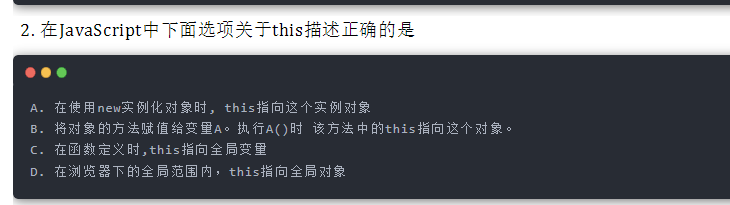 2. 在JavaScript中下面选项关于this描述正确的是
A. 在使用new实例化对象时, this指向这个实例对象
B. 将对象的方法赋值给变量A。执行A()时 该方法中的this指向这个对象。
C. 在函数定义时,this指向全局变量
D. 在浏览器下的全局范围内，this指向全局对象